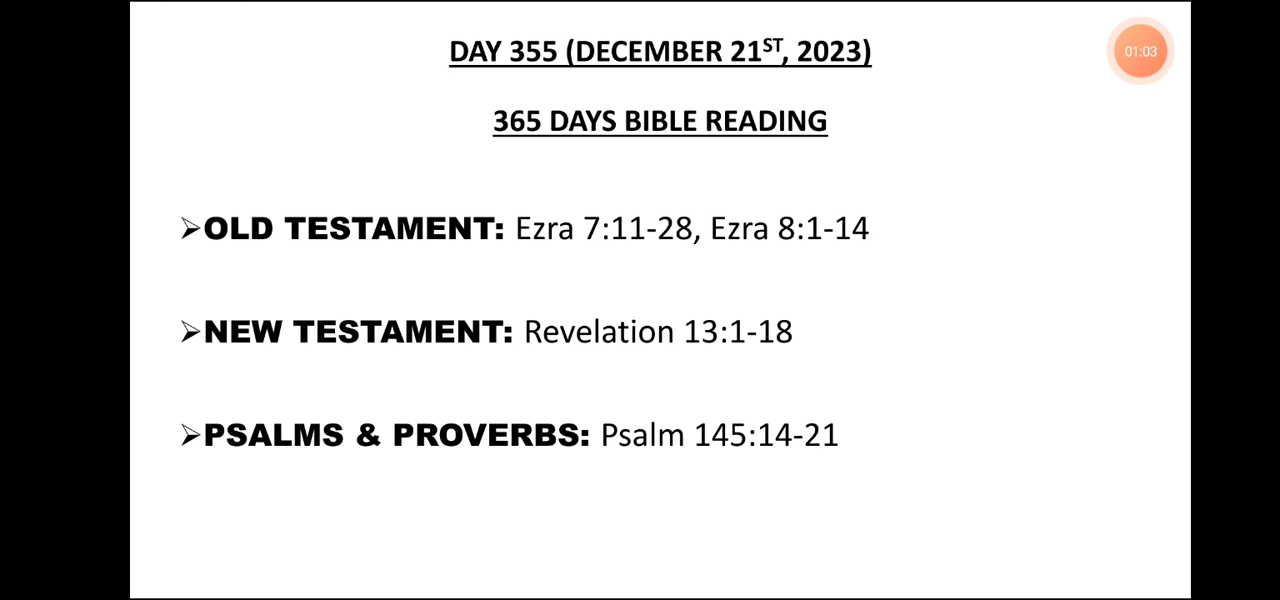 DAY 355 (DECEMBER 21ST, 2023)
01:03
365 DAYS BIBLE READING
➢OLD TESTAMENT: Ezra 7:11-28, Ezra 8:1-14
➢NEW TESTAMENT: Revelation 13:1-18
➢PSALMS & PROVERBS: Psalm 145:14-21